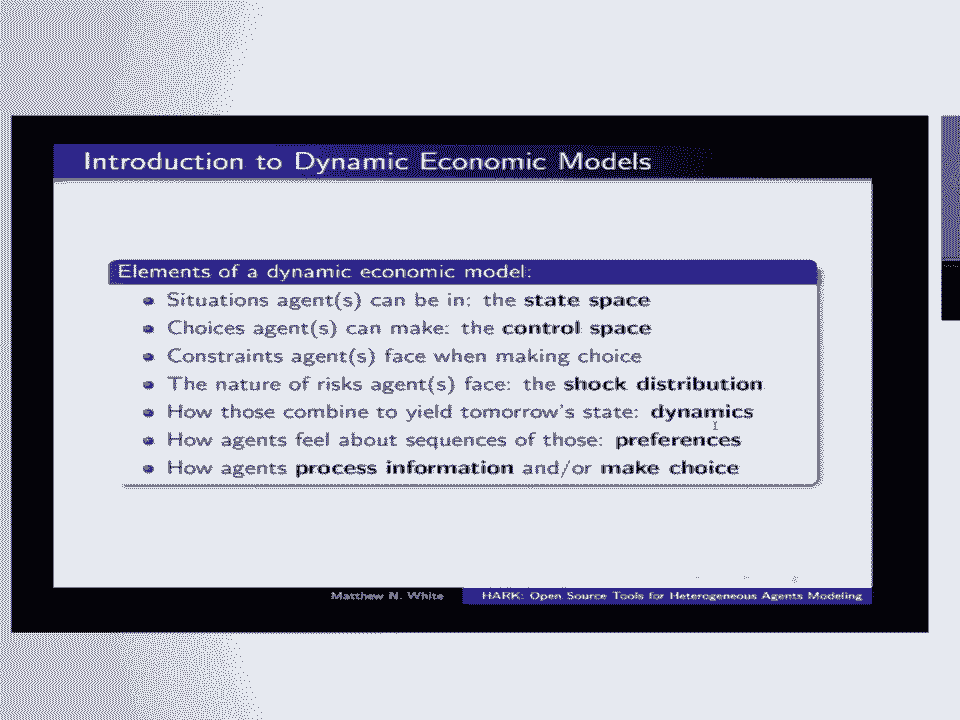 Introduction to Dynamic Economic Models
Elements of a dynamic economic model:
Situations agent(s) can be in: the state space
Choices agent(s) can make: the control space
Constraints agent(s) face when making choice
The nature of risks agent(s) face: the shock distribution
How those combine to yield tomorrow's state: dynamics
How agents feel about sequences of those: preferences
How agents process information and/or make choice
Matthew N. White HARK: Open Source Tools for Heterogeneous Agents Modeling